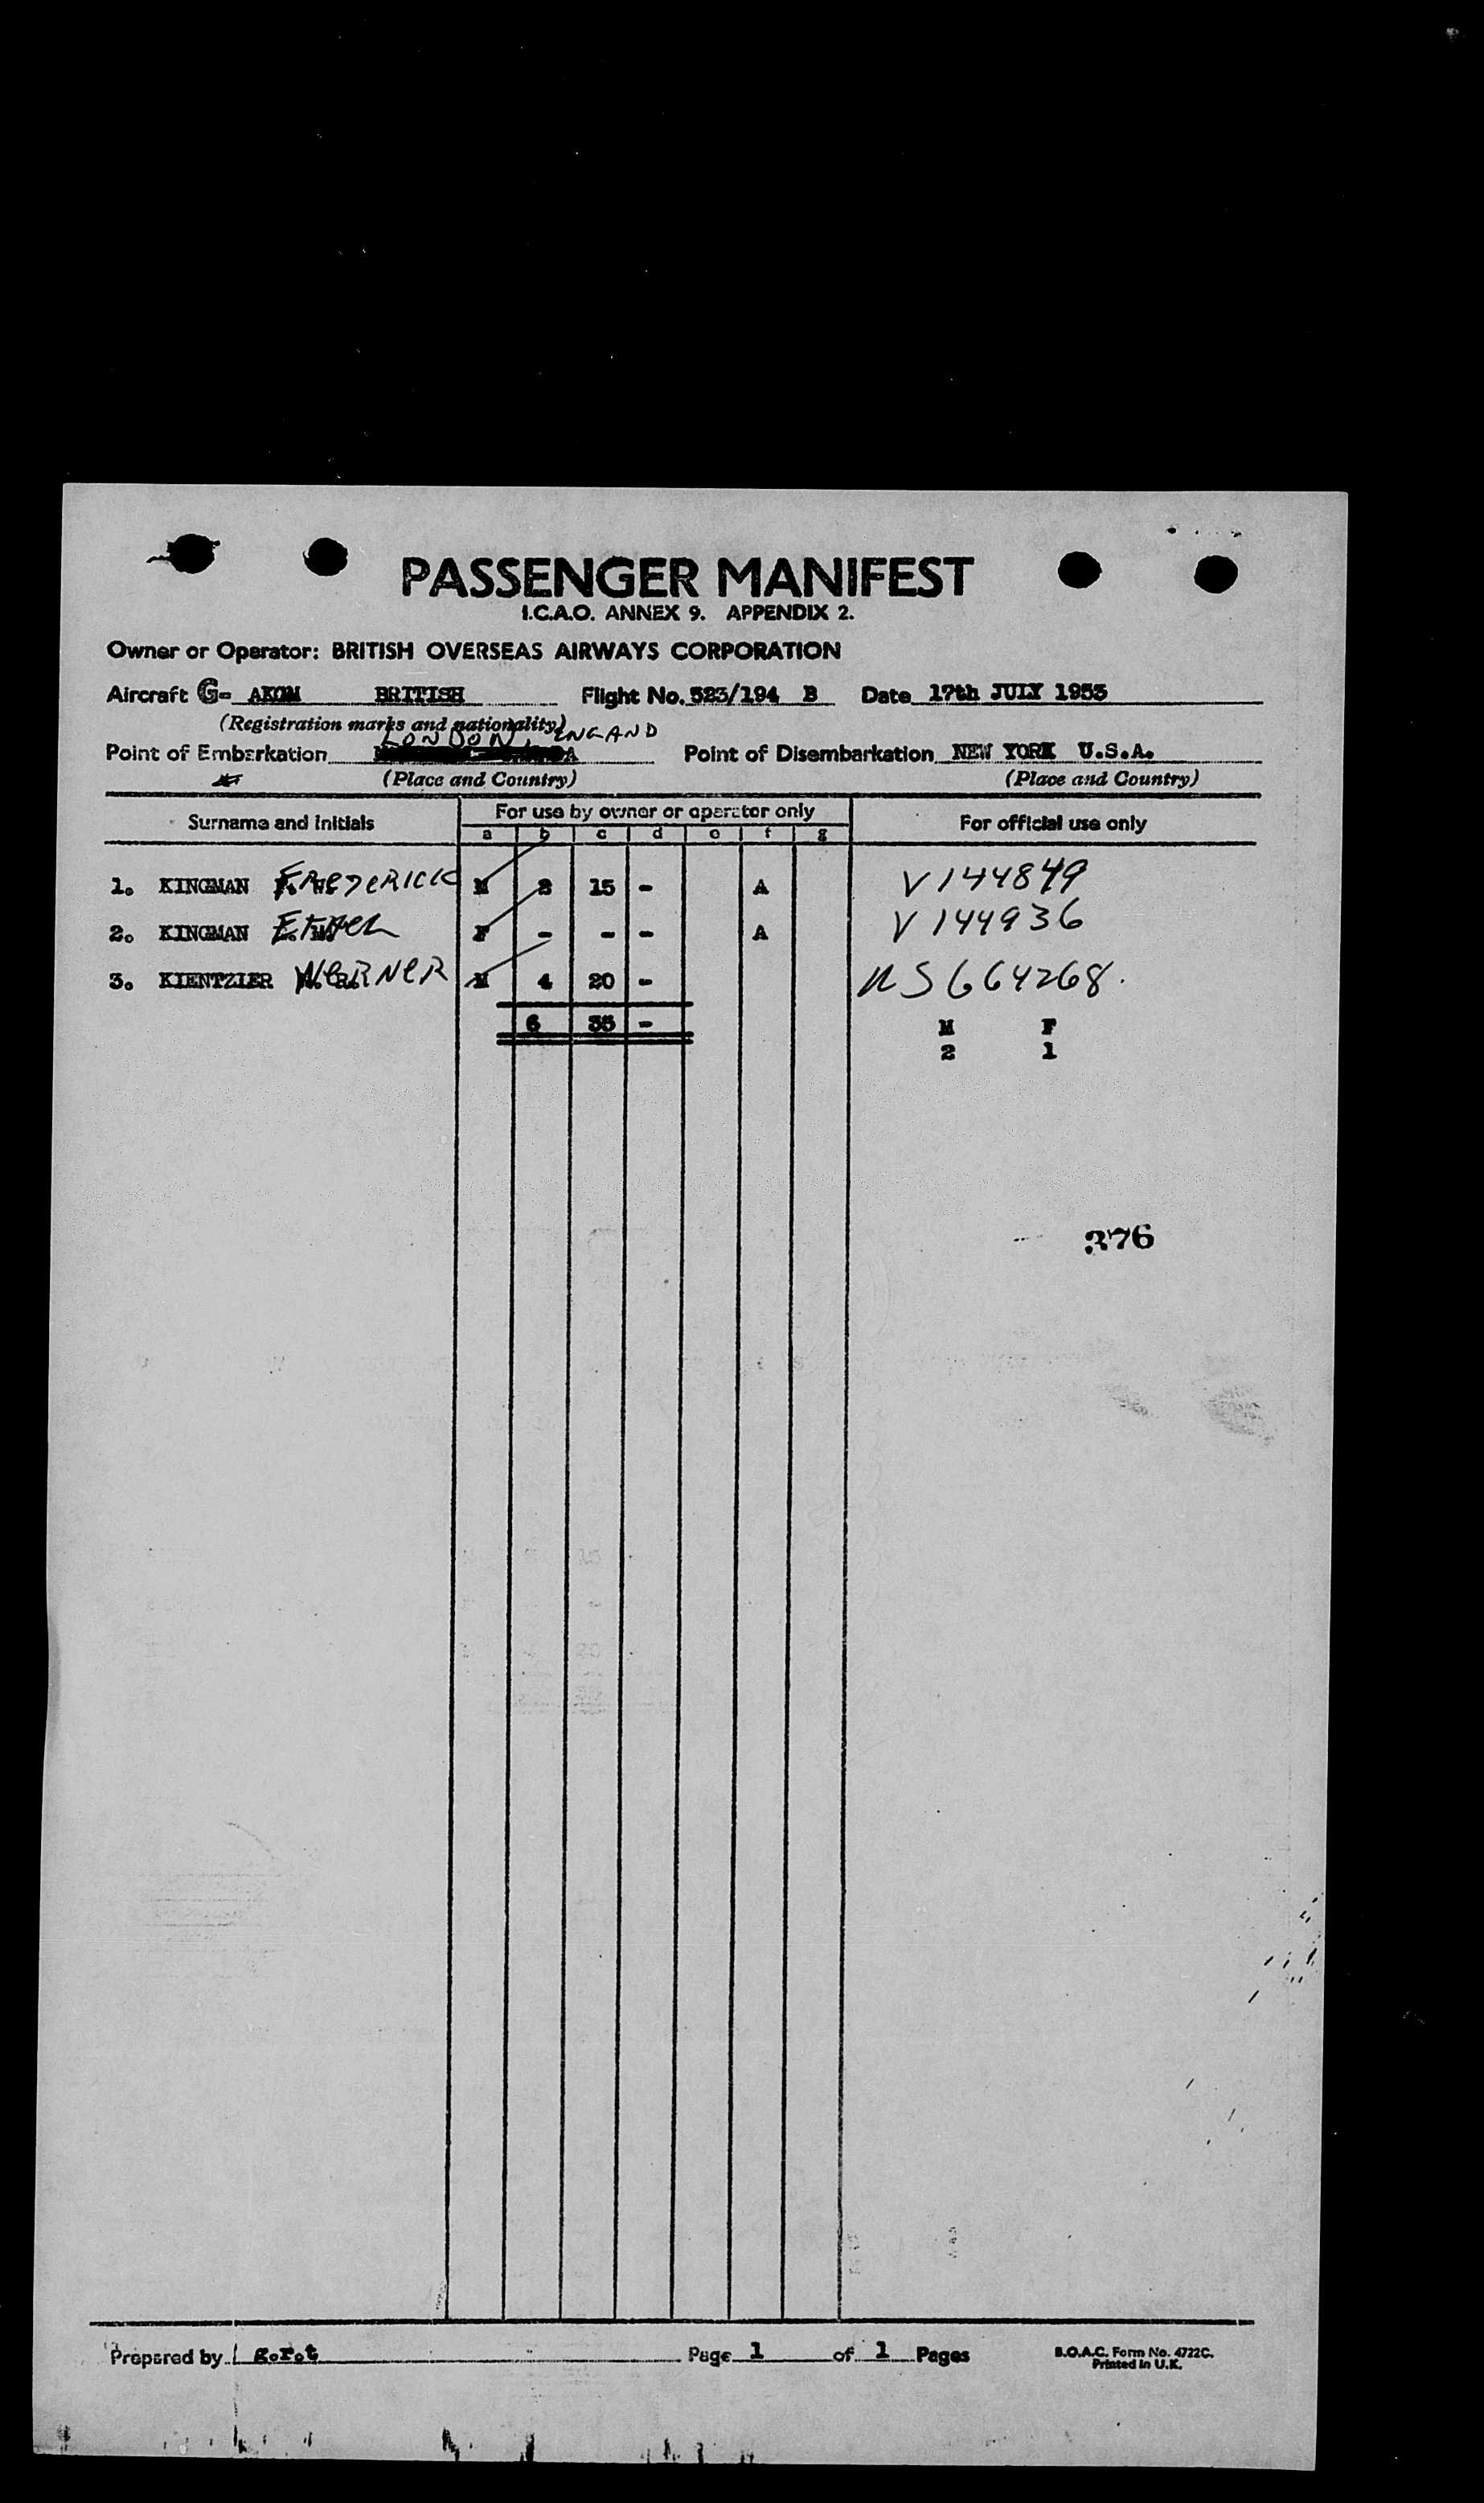 PASSENGER MANIFEST
I.C.A.O. ANNEX 9. APPENDIX 2.
Owner or Operator: BRITISH OVERSEAS AIRWAYS CORPORATION
Aircraft G- AKOM BRITISH Flight No. 523/194 B Date 17th JULY 1953
(Registration marks and nationality)
LONDON, ENGAND
Point of Embarkation Point of Disembarkation NEW YORK U.S.A.
(Place and Country) (Place and Country)
Surname and Initials For use by owner or operator only For official use only
a b c d e f g
1. KINGMAN FREDERICK M 2 15 - A V144849
2. KINGMAN ETHEL F - - - A V144936
3. KIENTZLER WERNER M 4 20 - US664268.
6 35 - M F
2 1
376
Prepared by g.r.t Page 1 of 1 Pages B.O.A.C. Form No. 4722C.
Printed in U.K.